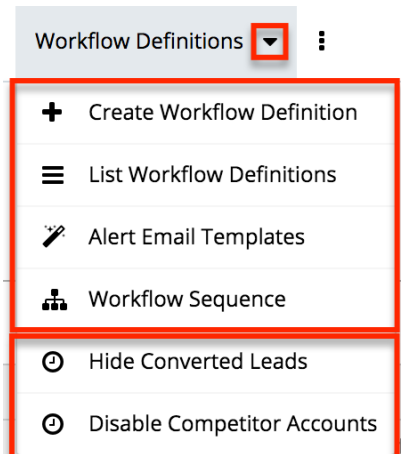 Workflow Definitions
Create Workflow Definition
List Workflow Definitions
Alert Email Templates
Workflow Sequence
Hide Converted Leads
Disable Competitor Accounts